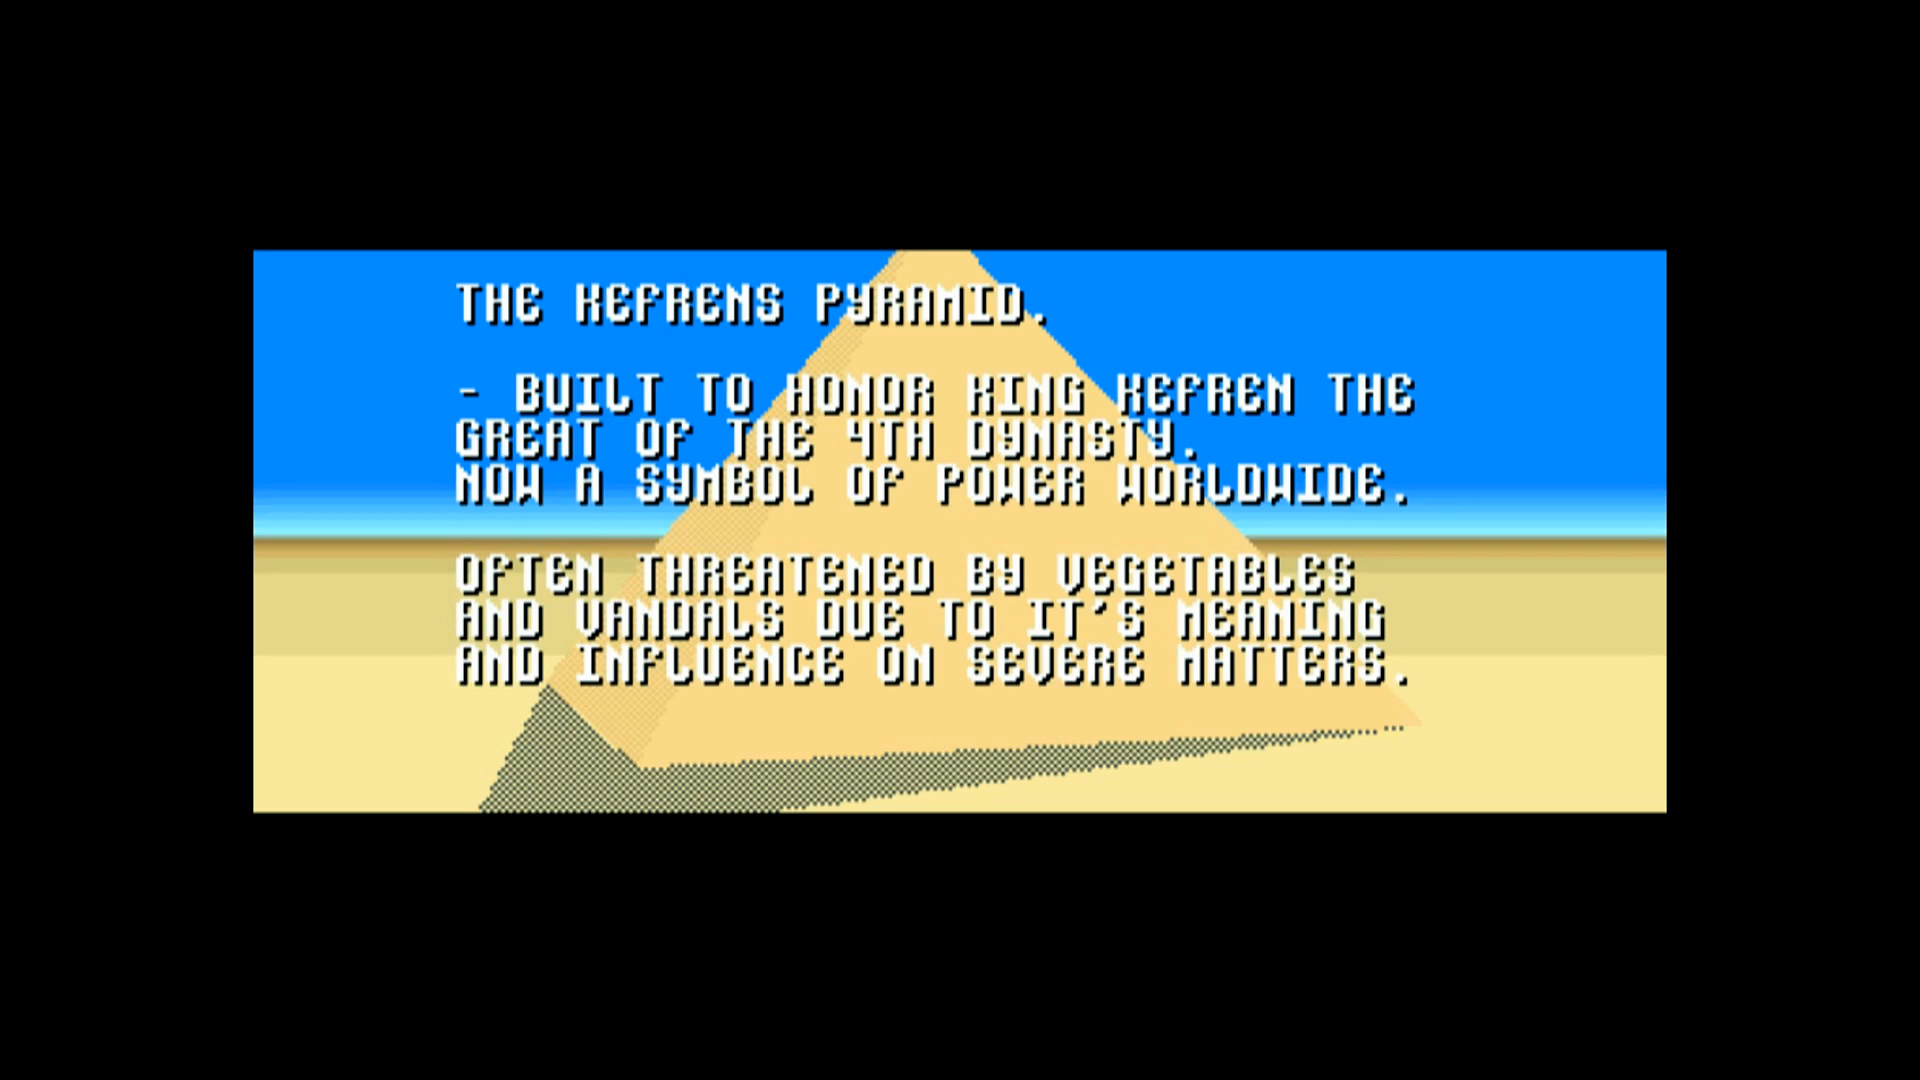 THE KEFRENS PYRAMID.
- BUILT TO HONOR KING KEFREN THE
GREAT OF THE 4TH DYNASTY.
NOW A SYMBOL OF POWER WORLDWIDE.
OFTEN THREATENED BY VEGETABLES
AND VANDALS DUE TO IT'S MEANING
AND INFLUENCE ON SEVERE MATTERS.